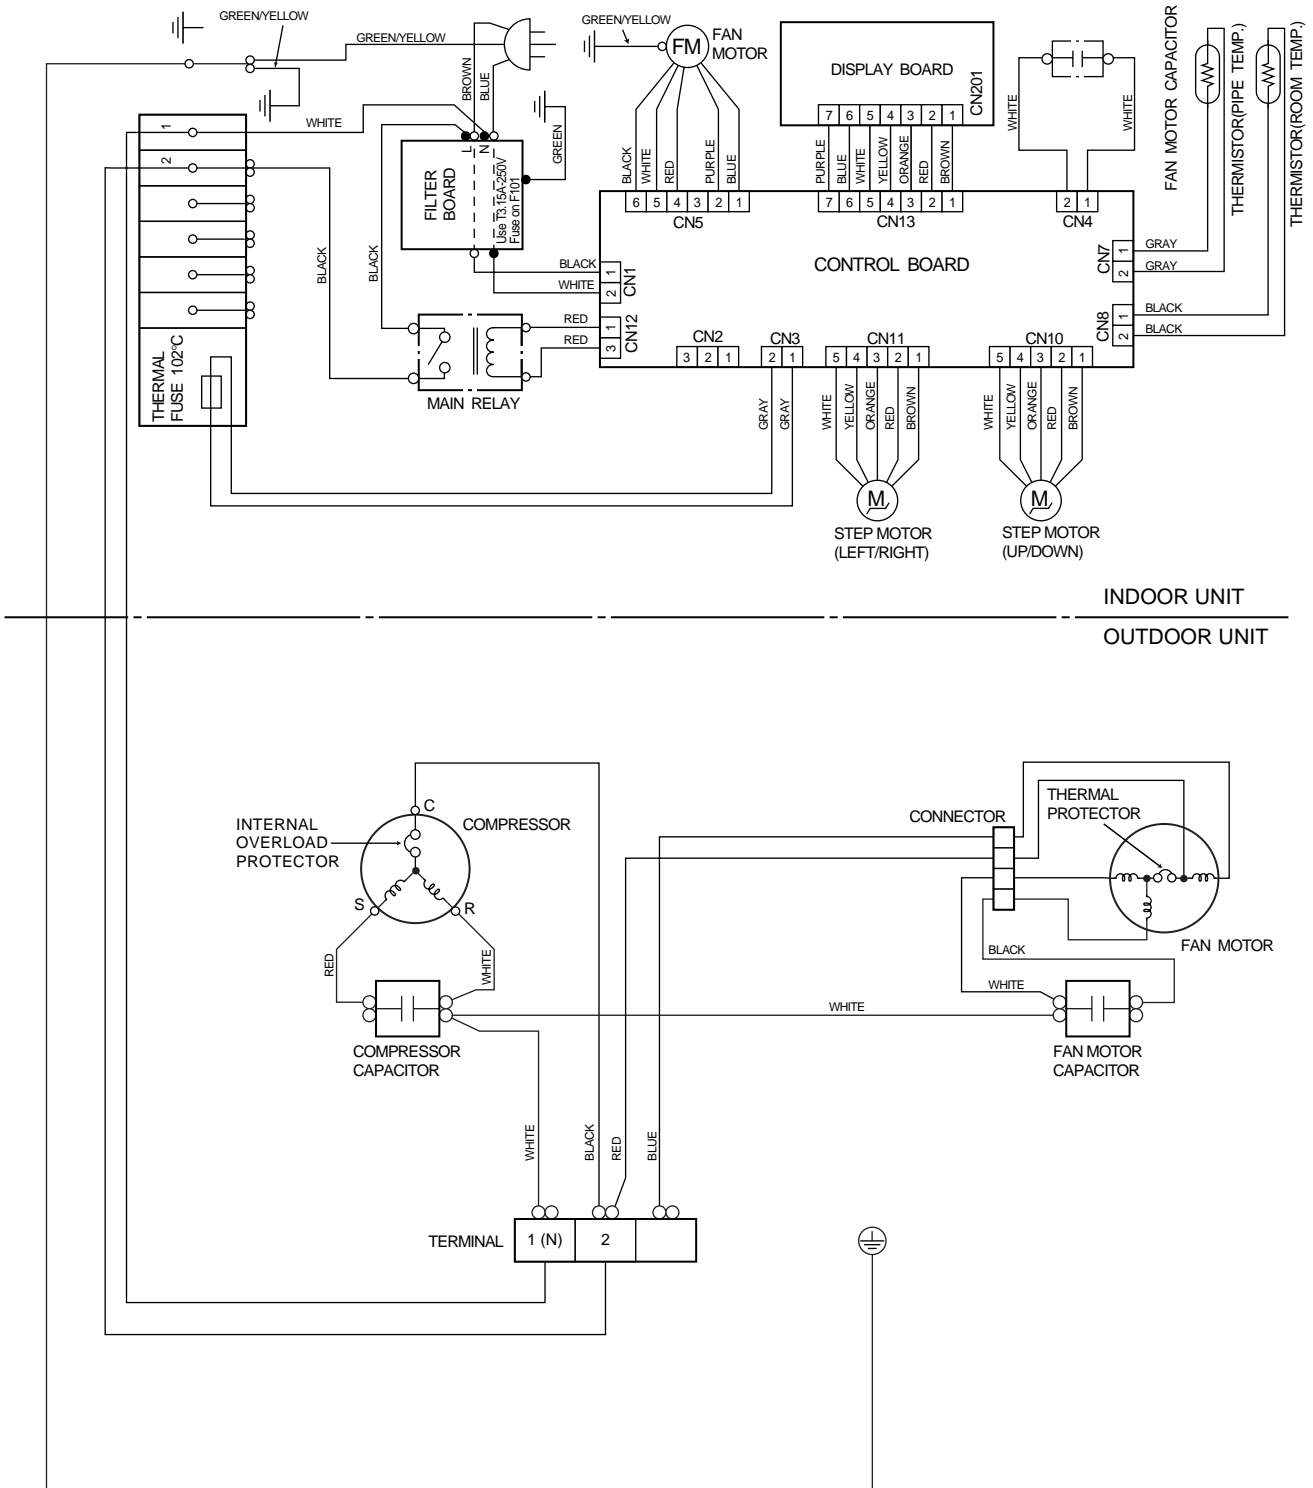 GREEN/YELLOW
GREEN/YELLOW
GREEN/YELLOW
BROWN
BLUE
FM
FAN
MOTOR
DISPLAY BOARD
CN201
7 6 5 4 3 2 1
FAN MOTOR CAPACITOR
THERMISTOR(PIPE TEMP.)
THERMISTOR(ROOM TEMP.)
WHITE
WHITE
1
2
WHITE
L
N
GREEN
FILTER
BOARD
Use T3.15A-250V
Fuse on F101
BLACK
WHITE
RED
PURPLE
BLUE
PURPLE
BLUE
WHITE
YELLOW
ORANGE
RED
BROWN
6 5 4 3 2 1
CN5
7 6 5 4 3 2 1
CN13
2 1
CN4
CONTROL BOARD
BLACK
BLACK
BLACK
WHITE
1
2
CN1
RED
RED
1
3
CN12
CN7
1
2
GRAY
GRAY
CN8
1
2
BLACK
BLACK
MAIN RELAY
THERMAL
FUSE 102°C
CN2
3 2 1
CN3
2 1
CN11
5 4 3 2 1
CN10
5 4 3 2 1
GRAY
GRAY
WHITE
YELLOW
ORANGE
RED
BROWN
WHITE
YELLOW
ORANGE
RED
BROWN
M
M
STEP MOTOR
(LEFT/RIGHT)
STEP MOTOR
(UP/DOWN)
INDOOR UNIT
OUTDOOR UNIT
C
INTERNAL
OVERLOAD
PROTECTOR
COMPRESSOR
S
R
RED
WHITE
COMPRESSOR
CAPACITOR
CONNECTOR
THERMAL
PROTECTOR
FAN MOTOR
BLACK
WHITE
WHITE
FAN MOTOR
CAPACITOR
WHITE
BLACK
RED
BLUE
TERMINAL
1 (N)
2